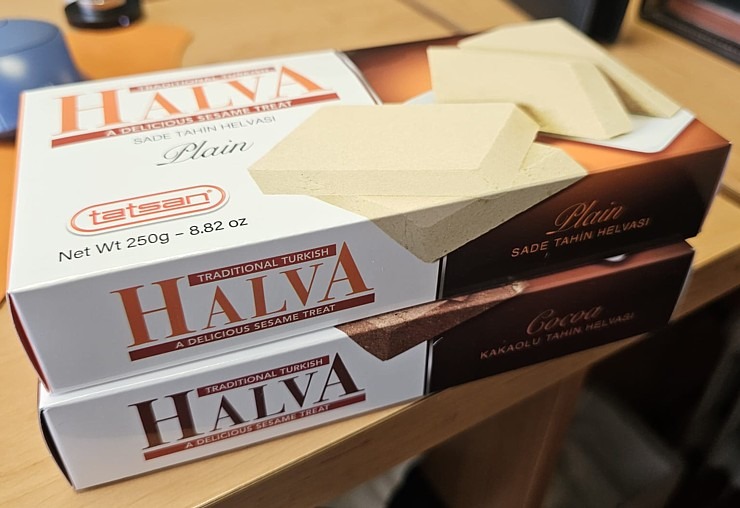 TRADITIONAL TURKISH
HALVA
A DELICIOUS SESAME TREAT
SADE TAHİN HELVASI
Plain
tatsan
Net Wt 250g – 8.82 oz
TRADITIONAL TURKISH
HALVA
A DELICIOUS SESAME TREAT
Plain
SADE TAHİN HELVASI
TRADITIONAL TURKISH
HALVA
A DELICIOUS SESAME TREAT
Cocoa
KAKAOLU TAHİN HELVASI